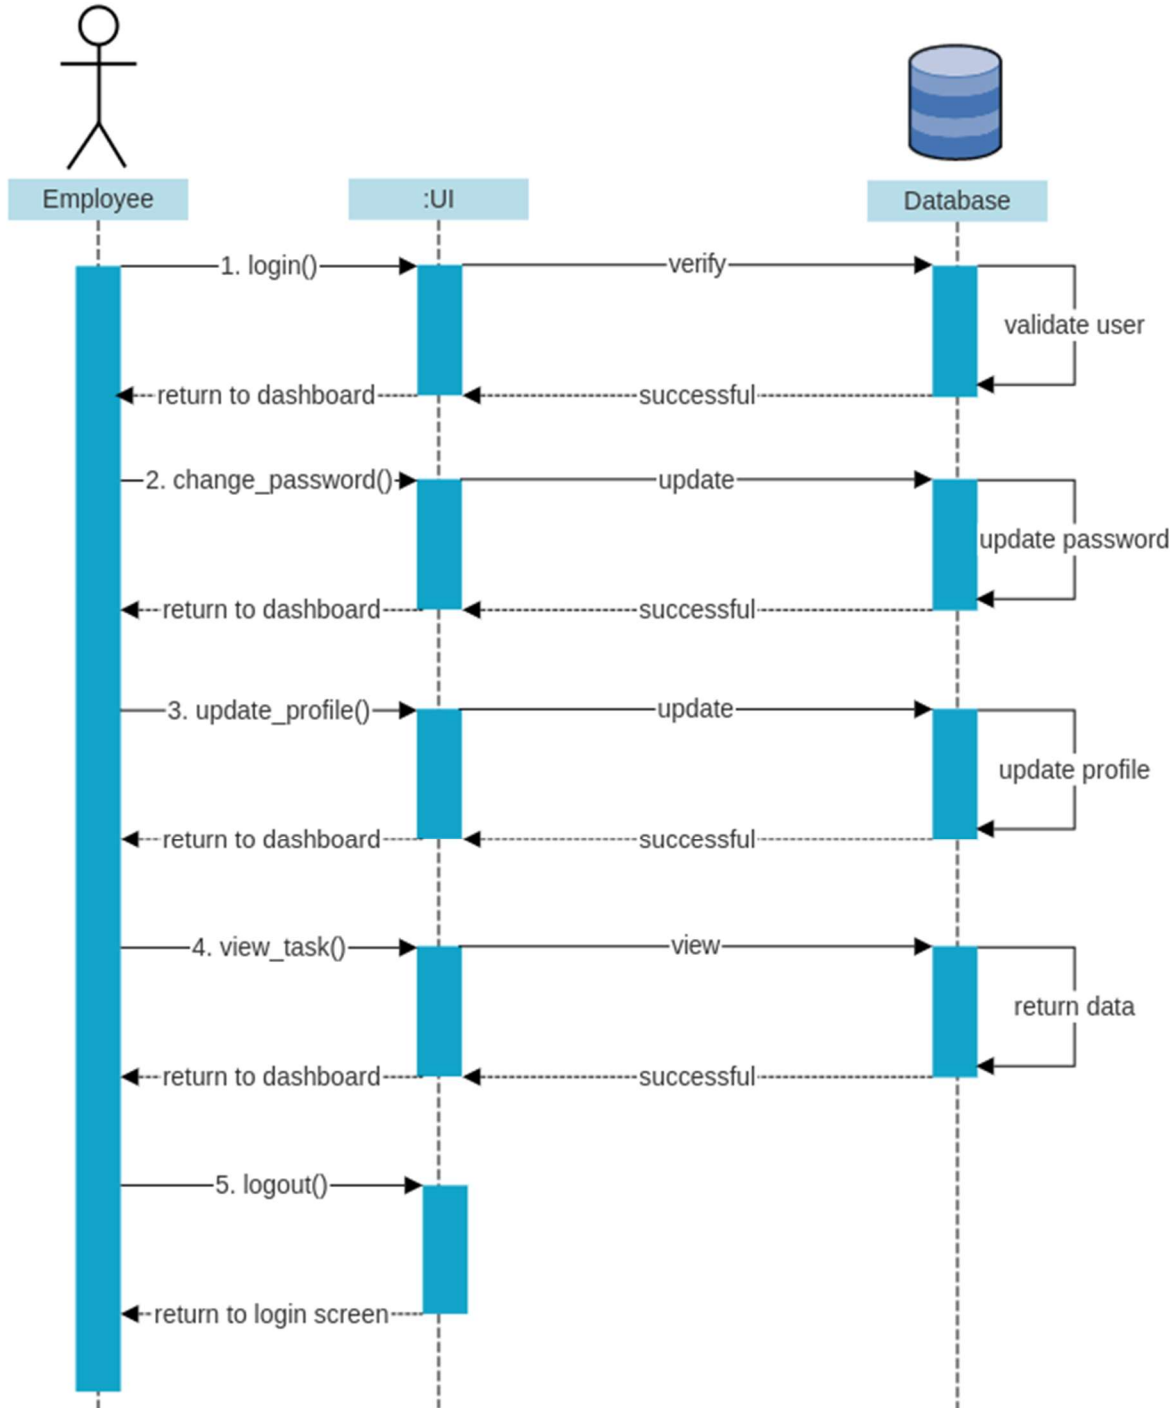 Employee
:UI
Database
1. login()
verify
validate user
return to dashboard
successful
2. change_password()
update
update password
return to dashboard
successful
3. update_profile()
update
update profile
return to dashboard
successful
4. view_task()
view
return data
return to dashboard
successful
5. logout()
return to login screen